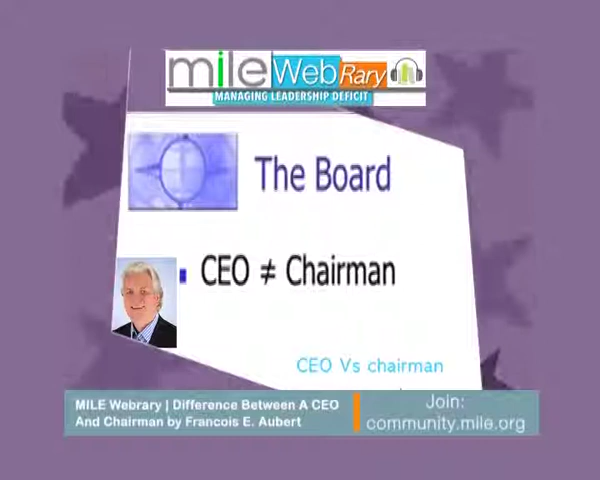 mile WebRary
MANAGING LEADERSHIP DEFICIT
The Board
CEO ≠ Chairman
CEO Vs chairman
MILE Webrary | Difference Between A CEO
And Chairman by Francois E. Aubert
Join:
community.mile.org